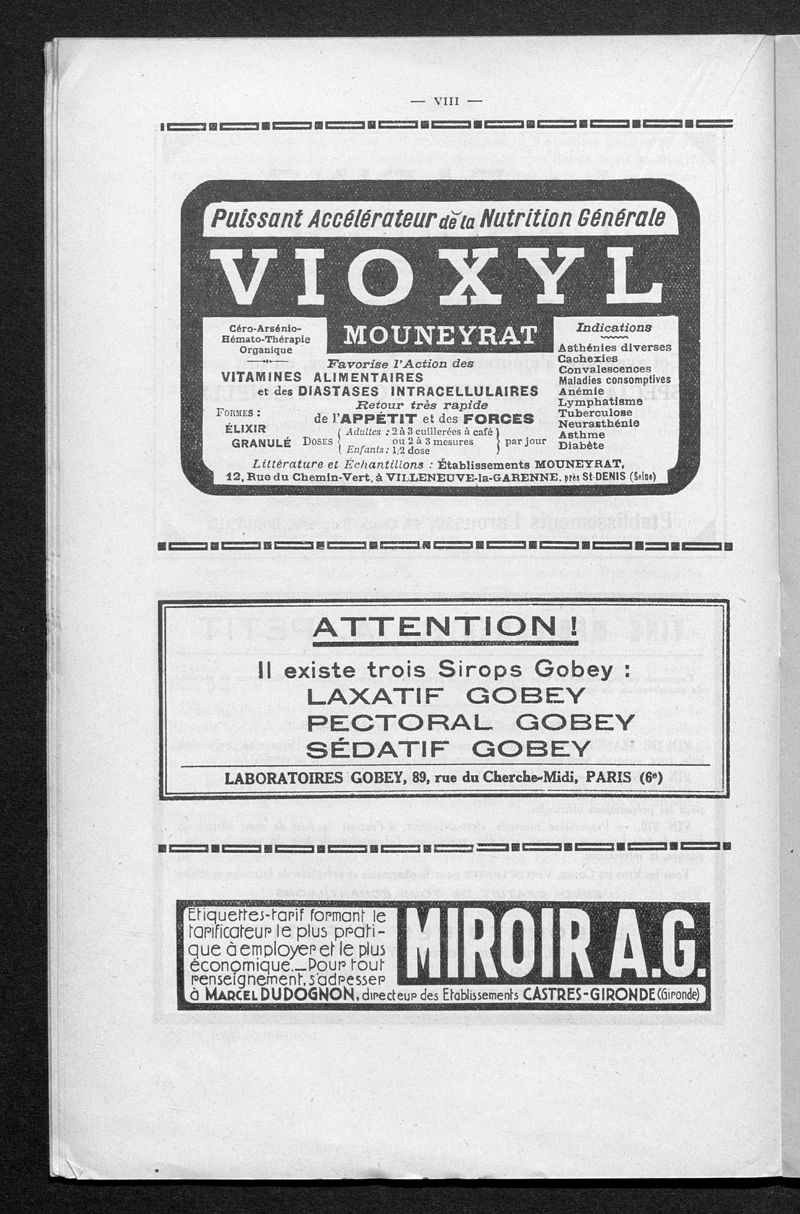 — VIII —
Puissant Accélérateur de la Nutrition Générale
VIOXYL
MOUNEYRAT
Céro-Arsénio-
Hémato-Thérapie
Organique
Favorise l'Action des
VITAMINES ALIMENTAIRES
et des DIASTASES INTRACELLULAIRES
Retour très rapide
de l'APPÉTIT et des FORCES
FORMES :
ÉLIXIR
GRANULÉ
DOSES
Adultes : 2 à 3 cuillerées à café
ou 2 à 3 mesures
Enfants : 1/2 dose
par jour
Indications
Asthénies diverses
Cachexies
Convalescences
Maladies consomptives
Anémie
Lymphatisme
Tuberculose
Neurasthénie
Asthme
Diabète
Littérature et Échantillons : Établissements MOUNEYRAT,
12, Rue du Chemin-Vert, à VILLENEUVE-la-GARENNE, près St-DENIS (Seine)
ATTENTION !
Il existe trois Sirops Gobey :
LAXATIF GOBEY
PECTORAL GOBEY
SÉDATIF GOBEY
LABORATOIRES GOBEY, 89, rue du Cherche-Midi, PARIS (6e)
Etiquettes-tarif formant le
tarificateur le plus prati-
que à employer et le plus
économique._Pour tout
renseignement, s'adresser
à MARCEL DUDOGNON, directeur des Etablissements CASTRES-GIRONDE (Gironde)
MIROIR A.G.